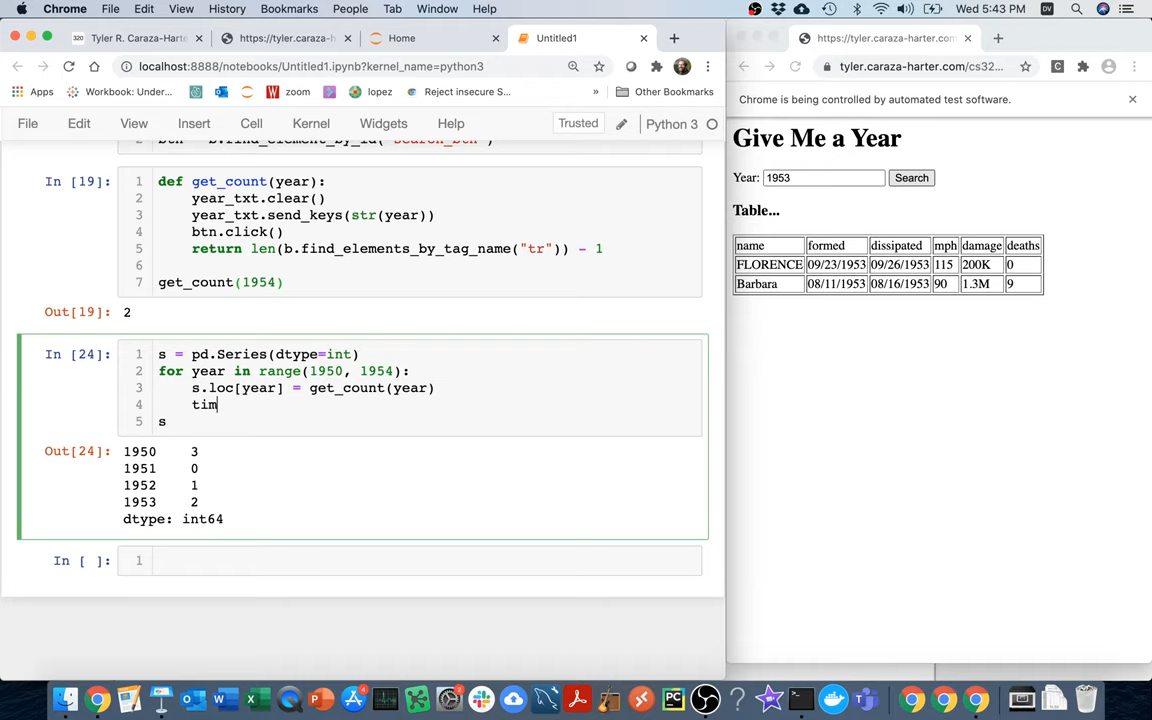 Chrome File Edit View History Bookmarks People Tab Window Help Wed 5:43 PM
Tyler R. Caraza-Harte https://tyler.caraza-h Home Untitled1
localhost:8888/notebooks/Untitled1.ipynb?kernel_name=python3
Apps Workbook: Under... zoom lopez Reject insecure S... » Other Bookmarks
File Edit View Insert Cell Kernel Widgets Help Trusted Python 3
In [19]:
1 def get_count(year):
2 year_txt.clear()
3 year_txt.send_keys(str(year))
4 btn.click()
5 return len(b.find_elements_by_tag_name("tr")) - 1
6
7 get_count(1954)
Out[19]: 2
In [24]:
1 s = pd.Series(dtype=int)
2 for year in range(1950, 1954):
3 s.loc[year] = get_count(year)
4 tim
5 s
Out[24]:
1950 3
1951 0
1952 1
1953 2
dtype: int64
In [ ]: 1
https://tyler.caraza-harter.com
tyler.caraza-harter.com/cs32...
Chrome is being controlled by automated test software.
Give Me a Year
Year: 1953 Search
Table...
name formed dissipated mph damage deaths
FLORENCE 09/23/1953 09/26/1953 115 200K 0
Barbara 08/11/1953 08/16/1953 90 1.3M 9